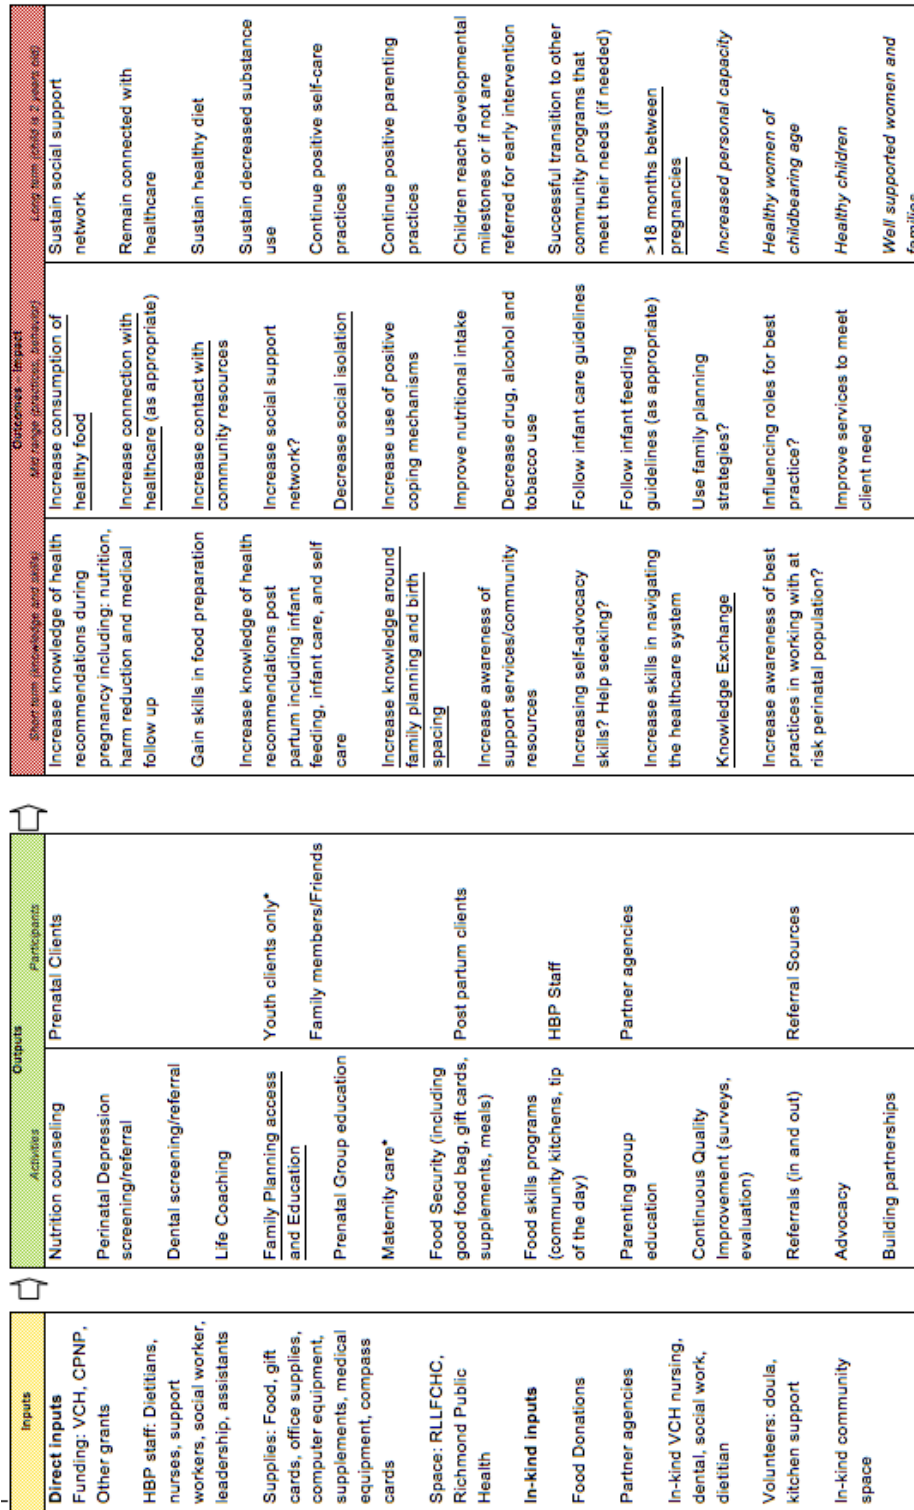 Inputs
Direct inputs
Funding: VCH, CPNP,
Other grants
HBP staff: Dietitians,
nurses, support
workers, social worker,
leadership, assistants
Supplies: Food, gift
cards, office supplies,
computer equipment,
supplements, medical
equipment, compass
cards
Space: RLLFCHC,
Richmond Public
Health
In-kind inputs
Food Donations
Partner agencies
In-kind VCH nursing,
dental, social work,
dietitian
Volunteers: doula,
kitchen support
In-kind community
space
Outputs
Activities
Nutrition counseling
Perinatal Depression
screening/referral
Dental screening/referral
Life Coaching
Family Planning access
and Education
Prenatal Group education
Maternity care*
Food Security (including
good food bag, gift cards,
supplements, meals)
Food skills programs
(community kitchens, tip
of the day)
Parenting group
education
Continuous Quality
Improvement (surveys,
evaluation)
Referrals (in and out)
Advocacy
Building partnerships
Participants
Prenatal Clients
Youth clients only*
Family members/Friends
Post partum clients
HBP Staff
Partner agencies
Referral Sources
Outcomes - Impact
Short term (knowledge and skills)
Increase knowledge of health
recommendations during
pregnancy including: nutrition,
harm reduction and medical
follow up
Gain skills in food preparation
Increase knowledge of health
recommendations post
partum including infant
feeding, infant care, and self
care
Increase knowledge around
family planning and birth
spacing
Increase awareness of
support services/community
resources
Increasing self-advocacy
skills? Help seeking?
Increase skills in navigating
the healthcare system
Knowledge Exchange
Increase awareness of best
practices in working with at
risk perinatal population?
Mid range (practices, behavior)
Increase consumption of
healthy food
Increase connection with
healthcare (as appropriate)
Increase contact with
community resources
Increase social support
network?
Decrease social isolation
Increase use of positive
coping mechanisms
Improve nutritional intake
Decrease drug, alcohol and
tobacco use
Follow infant care guidelines
Follow infant feeding
guidelines (as appropriate)
Use family planning
strategies?
Influencing roles for best
practice?
Improve services to meet
client need
Long term (child is 2 years old)
Sustain social support
network
Remain connected with
healthcare
Sustain healthy diet
Sustain decreased substance
use
Continue positive self-care
practices
Continue positive parenting
practices
Children reach developmental
milestones or if not are
referred for early intervention
Successful transition to other
community programs that
meet their needs (if needed)
>18 months between
pregnancies
Increased personal capacity
Healthy women of
childbearing age
Healthy children
Well supported women and
families